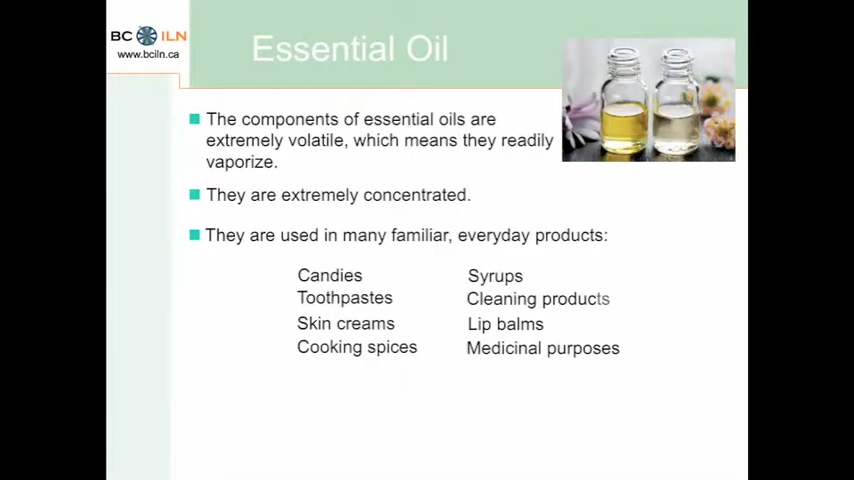 BC ILN
www.bciln.ca
Essential Oil
The components of essential oils are
extremely volatile, which means they readily
vaporize.
They are extremely concentrated.
They are used in many familiar, everyday products:
Candies
Toothpastes
Skin creams
Cooking spices
Syrups
Cleaning products
Lip balms
Medicinal purposes